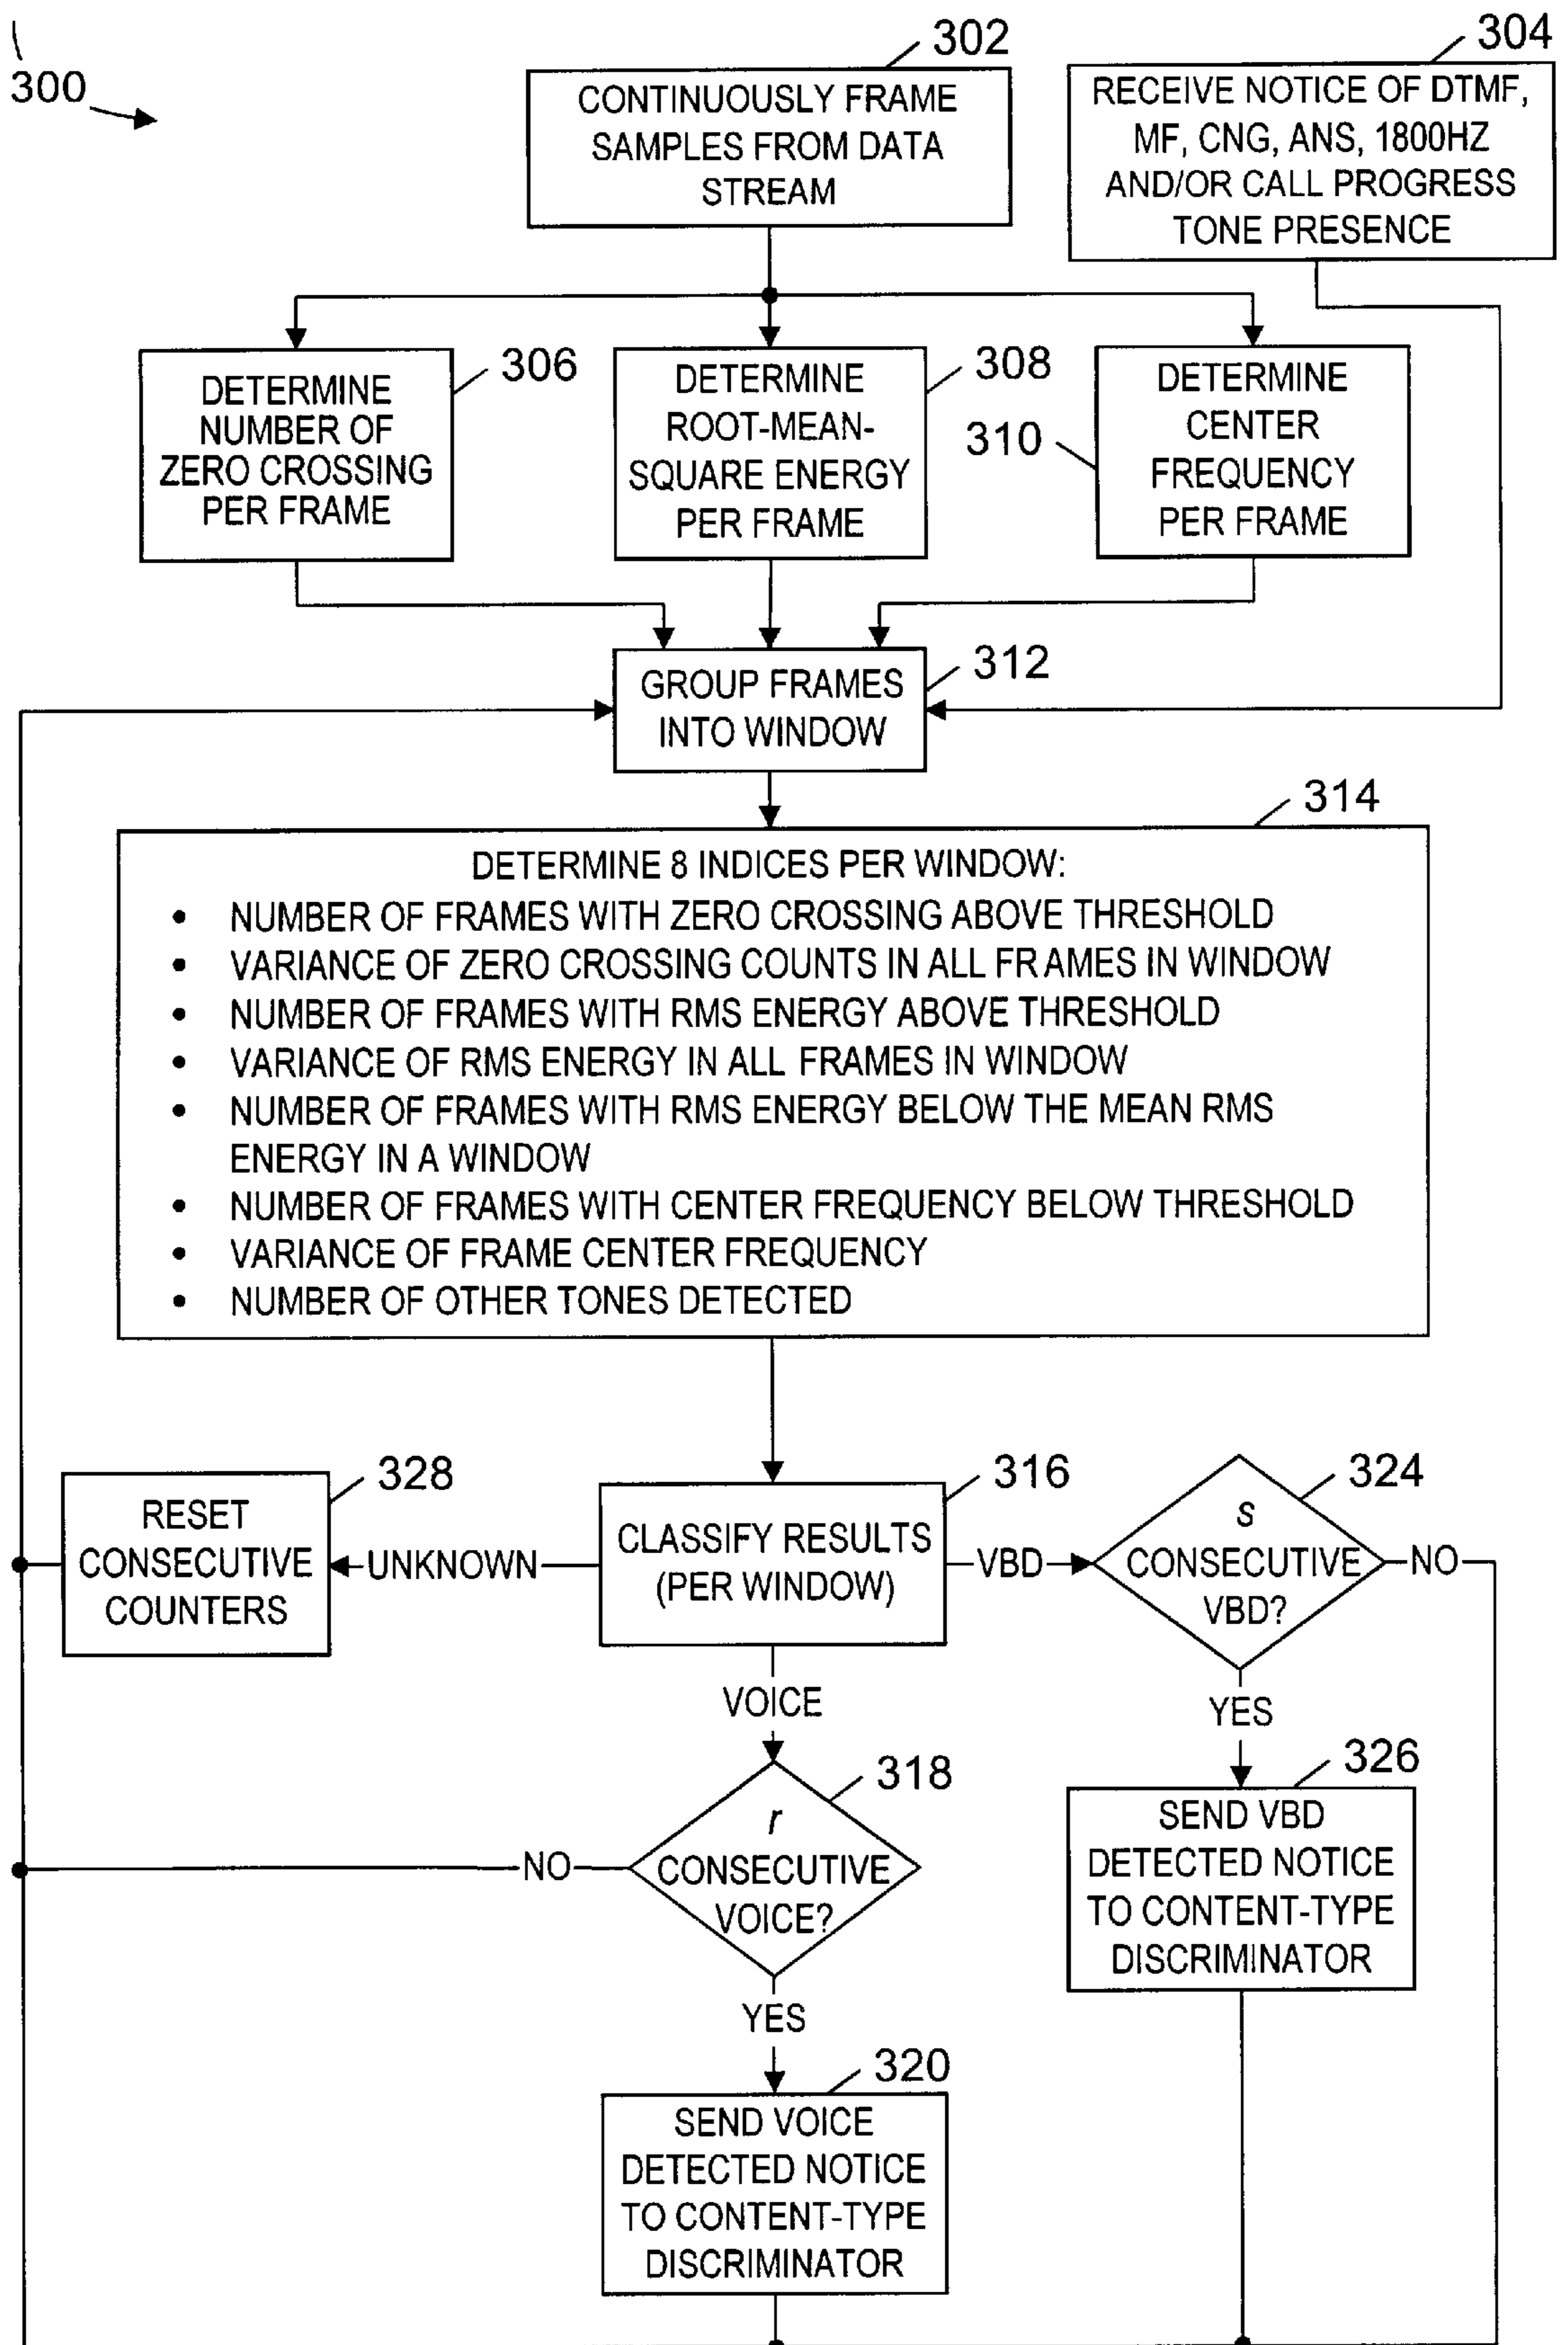 300
302
CONTINUOUSLY FRAME
SAMPLES FROM DATA
STREAM
304
RECEIVE NOTICE OF DTMF,
MF, CNG, ANS, 1800HZ
AND/OR CALL PROGRESS
TONE PRESENCE
306
DETERMINE
NUMBER OF
ZERO CROSSING
PER FRAME
308
DETERMINE
ROOT-MEAN-
SQUARE ENERGY
PER FRAME
310
DETERMINE
CENTER
FREQUENCY
PER FRAME
312
GROUP FRAMES
INTO WINDOW
314
DETERMINE 8 INDICES PER WINDOW:
• NUMBER OF FRAMES WITH ZERO CROSSING ABOVE THRESHOLD
• VARIANCE OF ZERO CROSSING COUNTS IN ALL FRAMES IN WINDOW
• NUMBER OF FRAMES WITH RMS ENERGY ABOVE THRESHOLD
• VARIANCE OF RMS ENERGY IN ALL FRAMES IN WINDOW
• NUMBER OF FRAMES WITH RMS ENERGY BELOW THE MEAN RMS
ENERGY IN A WINDOW
• NUMBER OF FRAMES WITH CENTER FREQUENCY BELOW THRESHOLD
• VARIANCE OF FRAME CENTER FREQUENCY
• NUMBER OF OTHER TONES DETECTED
328
RESET
CONSECUTIVE
COUNTERS
UNKNOWN
316
CLASSIFY RESULTS
(PER WINDOW)
VBD
324
s
CONSECUTIVE
VBD?
NO
YES
VOICE
318
r
CONSECUTIVE
VOICE?
NO
YES
326
SEND VBD
DETECTED NOTICE
TO CONTENT-TYPE
DISCRIMINATOR
320
SEND VOICE
DETECTED NOTICE
TO CONTENT-TYPE
DISCRIMINATOR